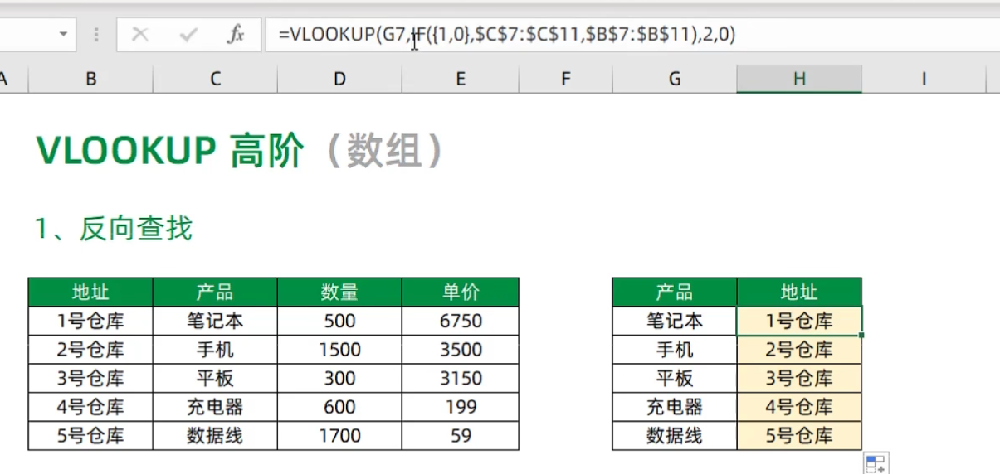 fx =VLOOKUP(G7,IF({1,0},$C$7:$C$11,$B$7:$B$11),2,0)
A B C D E F G H I
VLOOKUP 高阶（数组）
1、反向查找
地址 产品 数量 单价 产品 地址
1号仓库 笔记本 500 6750 笔记本 1号仓库
2号仓库 手机 1500 3500 手机 2号仓库
3号仓库 平板 300 3150 平板 3号仓库
4号仓库 充电器 600 199 充电器 4号仓库
5号仓库 数据线 1700 59 数据线 5号仓库